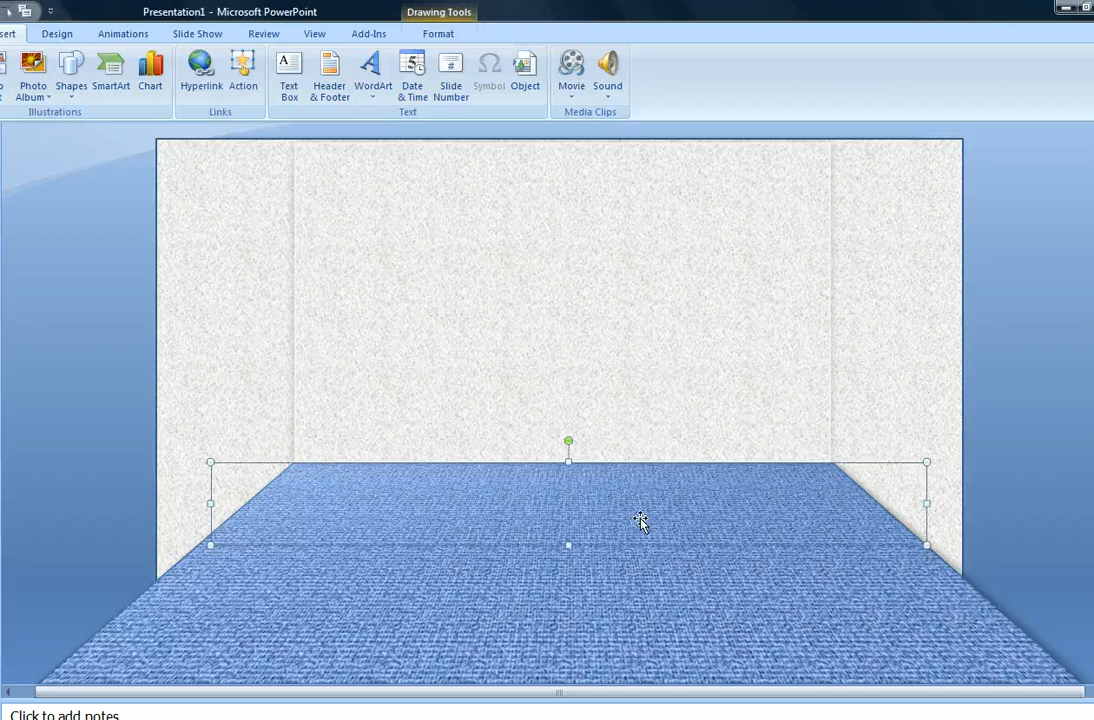 Presentation1 - Microsoft PowerPoint
Drawing Tools
sert Design Animations Slide Show Review View Add-Ins Format
Photo Album
Shapes
SmartArt
Chart
Hyperlink
Action
Text Box
Header & Footer
WordArt
Date & Time
Slide Number
Symbol
Object
Movie
Sound
Illustrations
Links
Text
Media Clips
Click to add notes